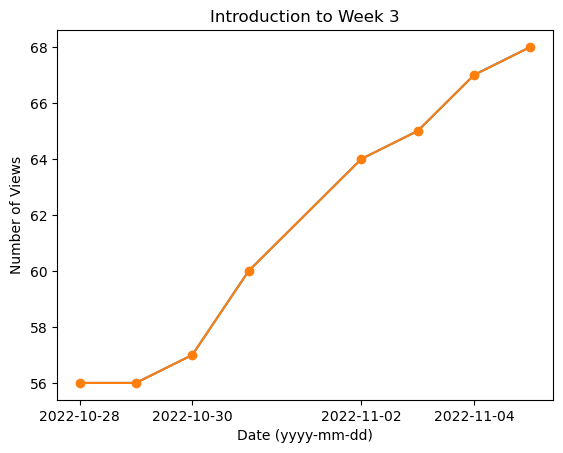 Introduction to Week 3
Number of Views
68
66
64
62
60
58
56
2022-10-28 2022-10-30 2022-11-02 2022-11-04
Date (yyyy-mm-dd)